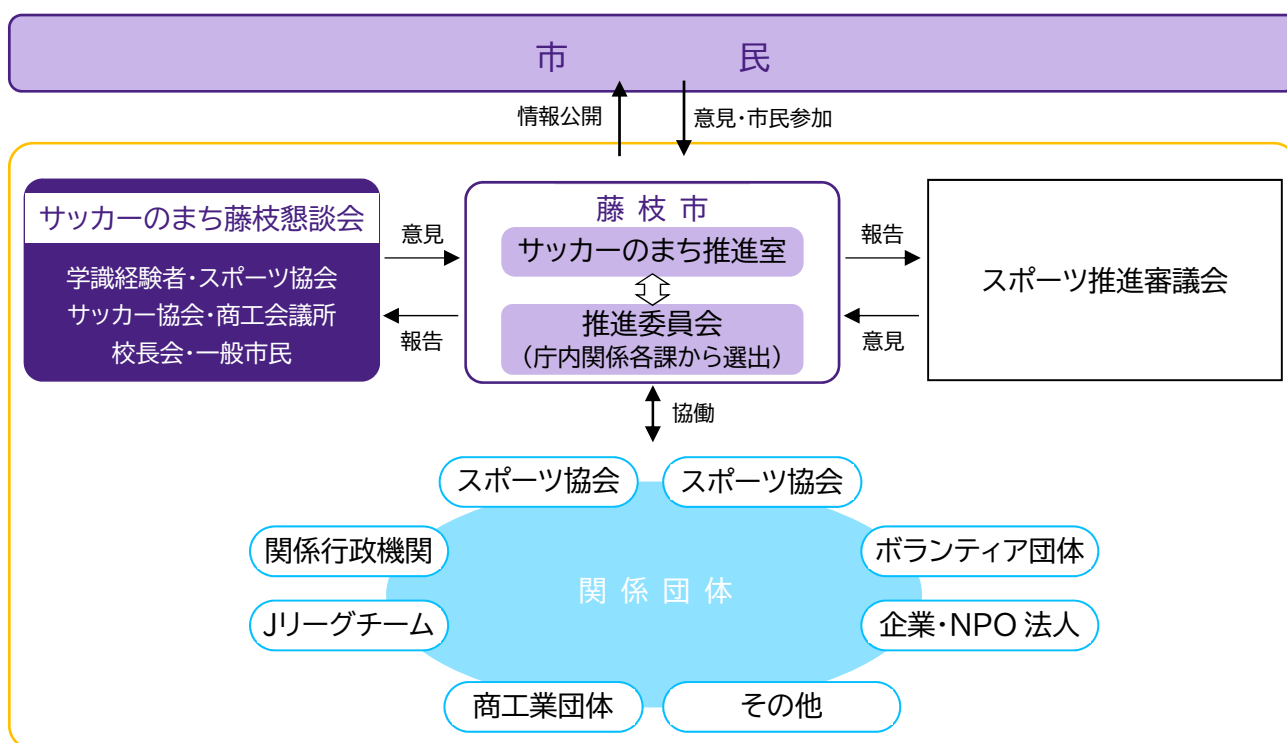 市 民
情報公開
意見・市民参加
サッカーのまち藤枝懇談会
学識経験者・スポーツ協会
サッカー協会・商工会議所
校長会・一般市民
意見
報告
藤 枝 市
サッカーのまち推進室
推進委員会
（庁内関係各課から選出）
報告
意見
スポーツ推進審議会
協働
スポーツ協会
スポーツ協会
関係行政機関
ボランティア団体
関 係 団 体
Jリーグチーム
企業・NPO 法人
商工業団体
その他